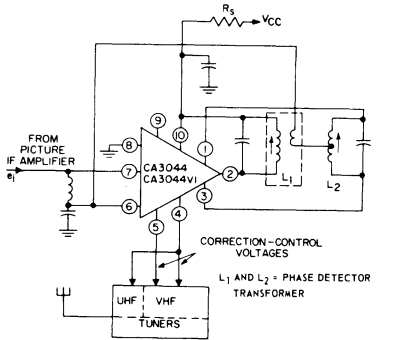 Rs
VCC
9
10
8
1
FROM
PICTURE
IF AMPLIFIER
ei
7
CA3044
CA3044V1
2
L1
L2
6
3
5
4
CORRECTION-CONTROL
VOLTAGES
L1 AND L2 = PHASE DETECTOR
TRANSFORMER
UHF
VHF
TUNERS